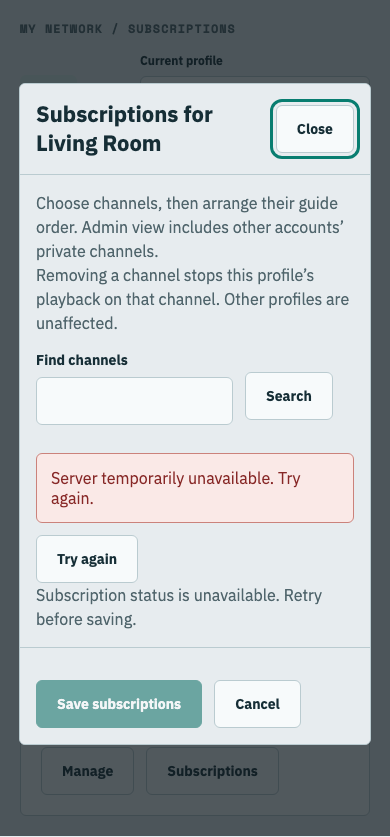 MY NETWORK / SUBSCRIPTIONS
Current profile
Subscriptions for
Living Room
Close
Choose channels, then arrange their guide
order. Admin view includes other accounts’
private channels.
Removing a channel stops this profile’s
playback on that channel. Other profiles are
unaffected.
Find channels
Search
Server temporarily unavailable. Try
again.
Try again
Subscription status is unavailable. Retry
before saving.
Save subscriptions
Cancel
Manage
Subscriptions